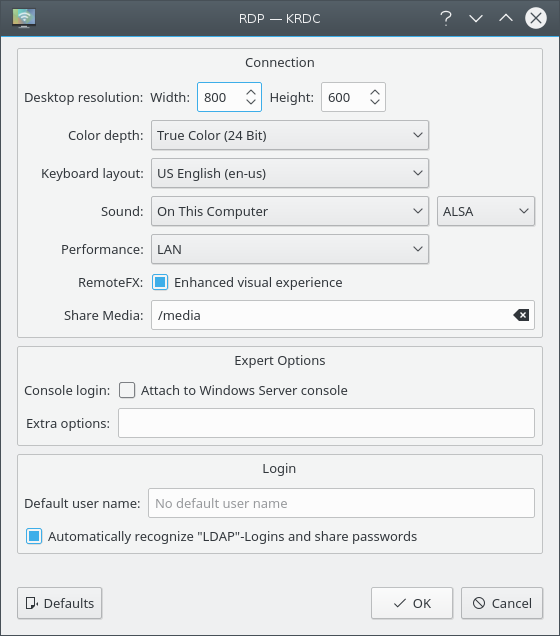 RDP — KRDC
Connection
Desktop resolution: Width: 800 Height: 600
Color depth: True Color (24 Bit)
Keyboard layout: US English (en-us)
Sound: On This Computer ALSA
Performance: LAN
RemoteFX: Enhanced visual experience
Share Media: /media
Expert Options
Console login: Attach to Windows Server console
Extra options:
Login
Default user name: No default user name
Automatically recognize "LDAP"-Logins and share passwords
Defaults OK Cancel